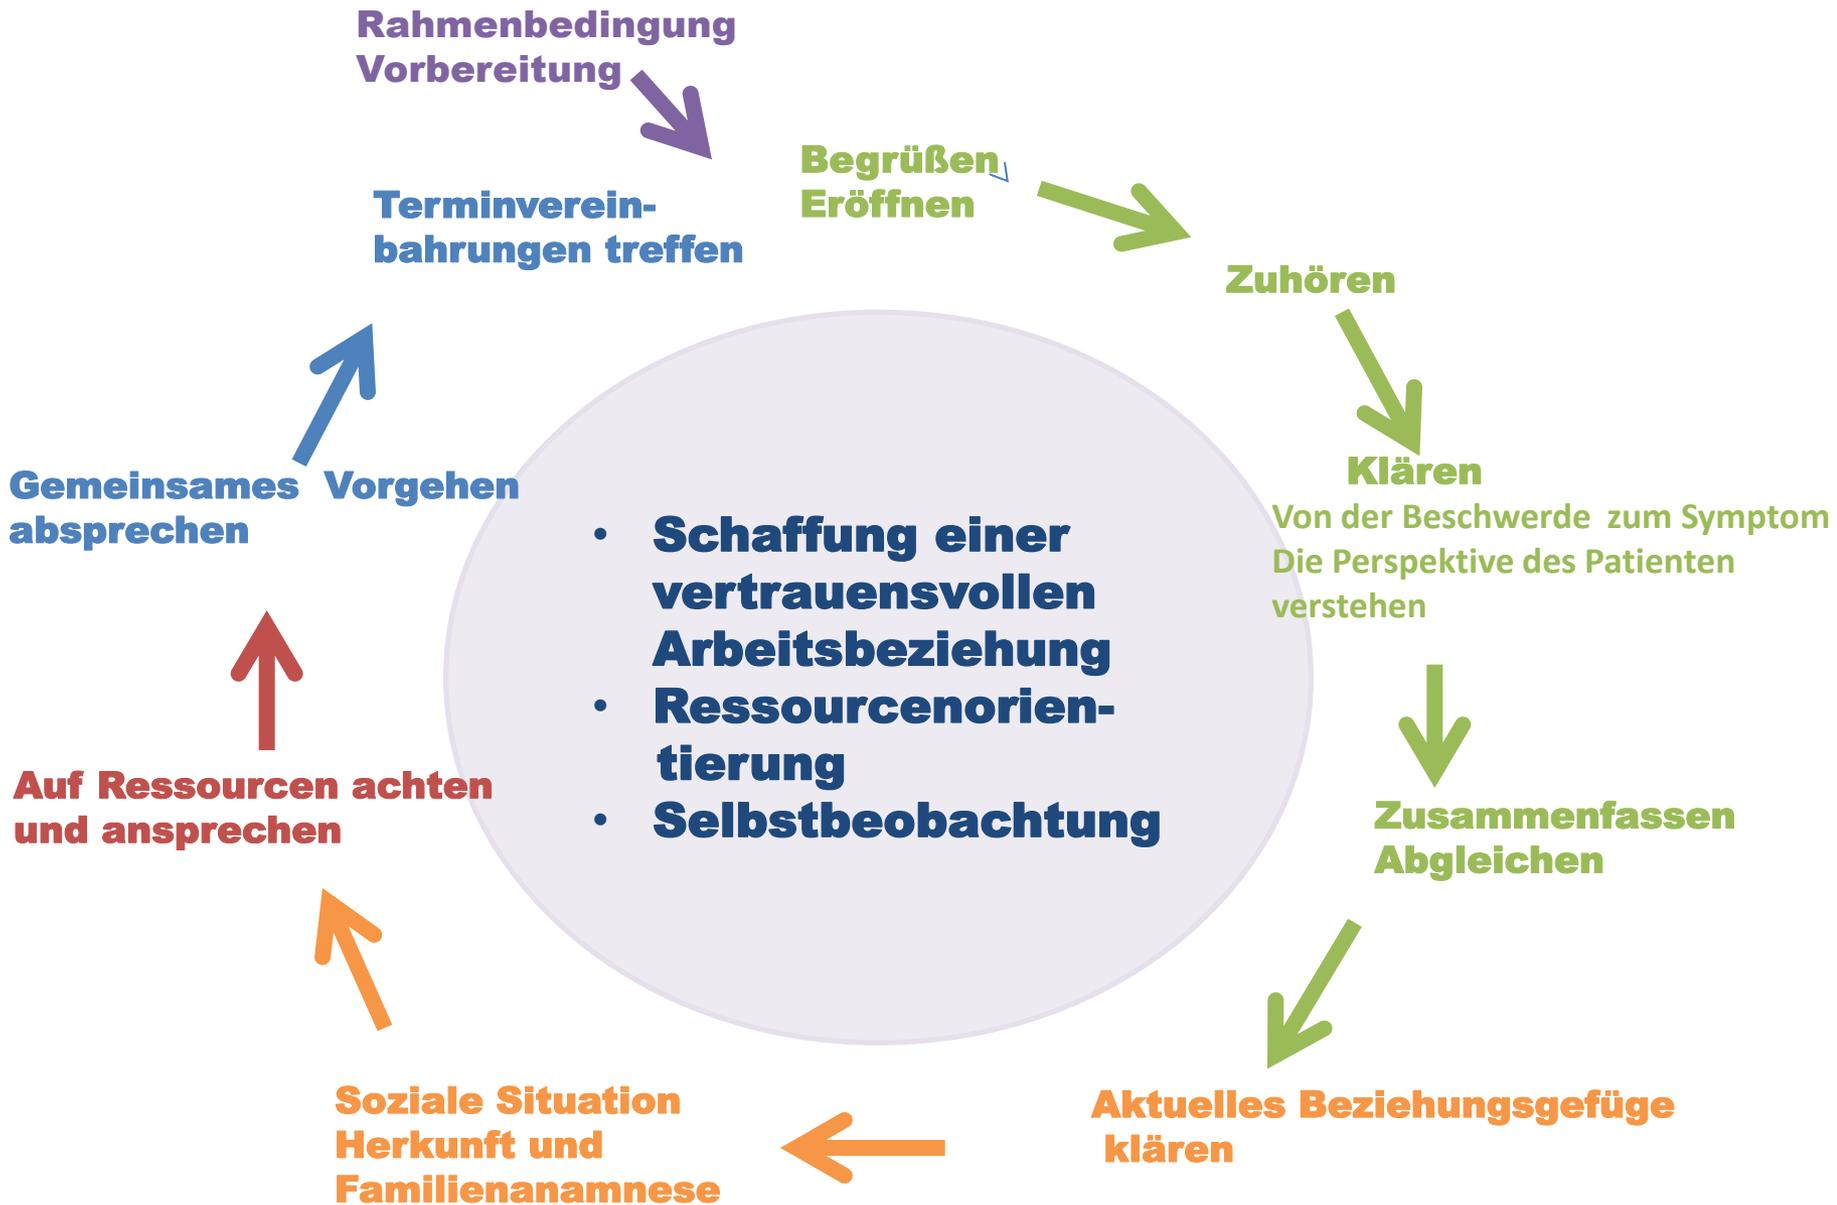 Rahmenbedingung
Vorbereitung
Begrüßen
Eröffnen
Zuhören
Klären
Von der Beschwerde zum Symptom
Die Perspektive des Patienten
verstehen
Zusammenfassen
Abgleichen
Aktuelles Beziehungsgefüge
klären
Soziale Situation
Herkunft und
Familienanamnese
Auf Ressourcen achten
und ansprechen
Gemeinsames Vorgehen
absprechen
Terminverein-
bahrungen treffen
• Schaffung einer
vertrauensvollen
Arbeitsbeziehung
• Ressourcenorien-
tierung
• Selbstbeobachtung